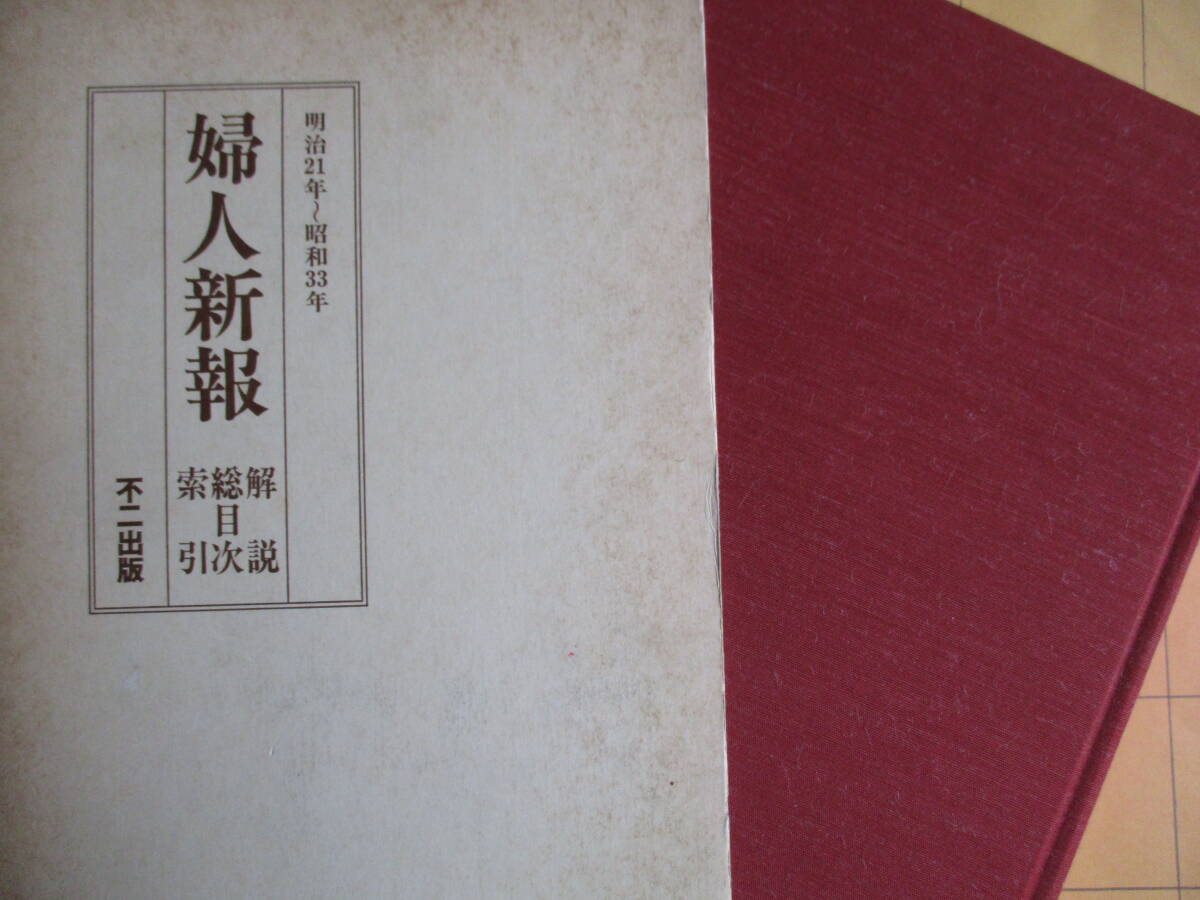 明治21年~昭和33年
婦人新報
解説
総目次
索引
不二出版